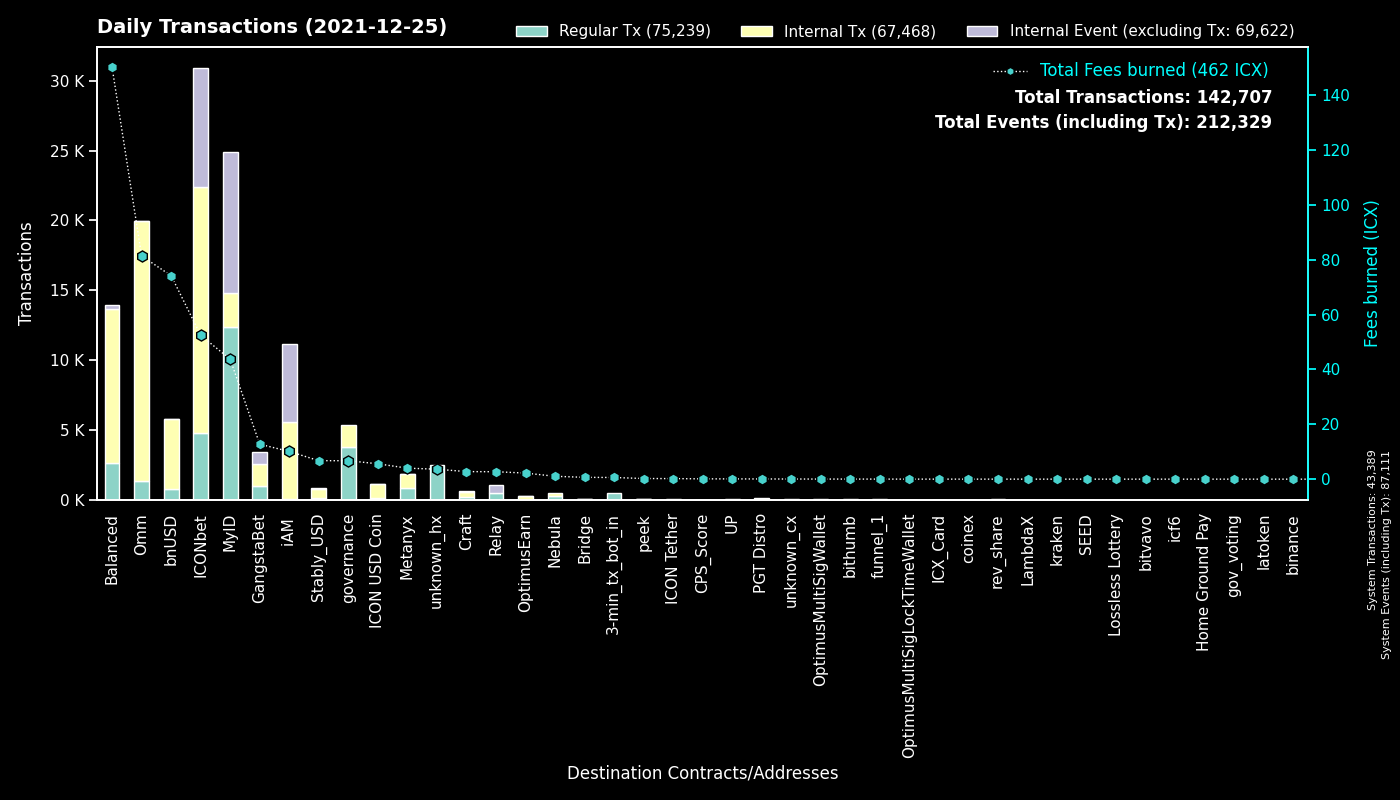 Daily Transactions (2021-12-25)
Regular Tx (75,239)
Internal Tx (67,468)
Internal Event (excluding Tx: 69,622)
Total Fees burned (462 ICX)
Total Transactions: 142,707
Total Events (including Tx): 212,329
Transactions
30 K
25 K
20 K
15 K
10 K
5 K
0 K
140
120
100
80
60
40
20
0
Fees burned (ICX)
System Transactions: 43,389
System Events (including Tx): 87,111
Balanced
Omm
bnUSD
ICONbet
MyID
GangstaBet
iAM
Stably_USD
governance
ICON USD Coin
Metanyx
unknown_hx
Craft
Relay
OptimusEarn
Nebula
Bridge
3-min_tx_bot_in
peek
ICON Tether
CPS_Score
UP
PGT Distro
unknown_cx
OptimusMultiSigWallet
bithumb
funnel_1
OptimusMultiSigLockTimeWallet
ICX_Card
coinex
rev_share
LambdaX
kraken
SEED
Lossless Lottery
bitvavo
icf6
Home Ground Pay
gov_voting
latoken
binance
Destination Contracts/Addresses